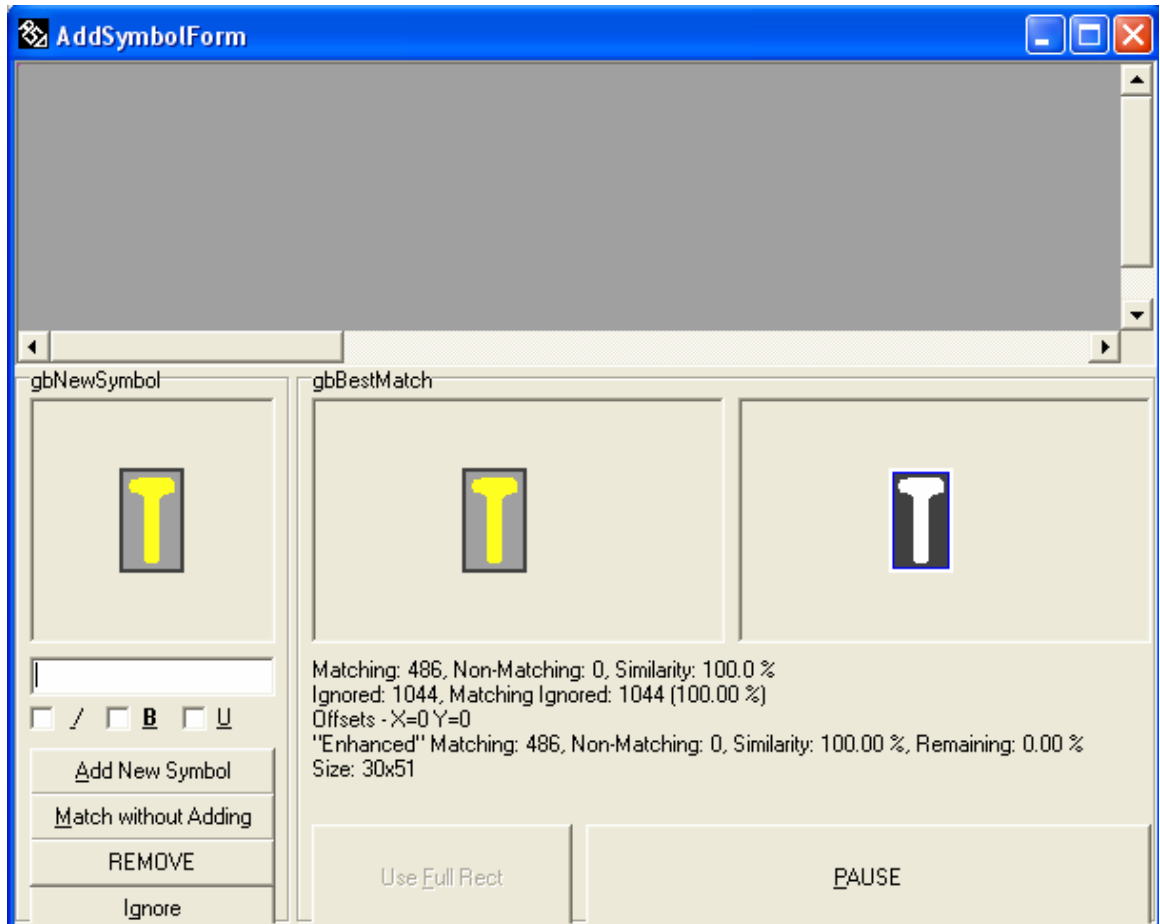 AddSymbolForm
gbNewSymbol
gbBestMatch
T
T
T
Matching: 486, Non-Matching: 0, Similarity: 100.0 %
Ignored: 1044, Matching Ignored: 1044 (100.00 %)
Offsets - X=0 Y=0
"Enhanced" Matching: 486, Non-Matching: 0, Similarity: 100.00 %, Remaining: 0.00 %
Size: 30x51
I B U
Add New Symbol
Match without Adding
REMOVE
Ignore
Use Full Rect
PAUSE